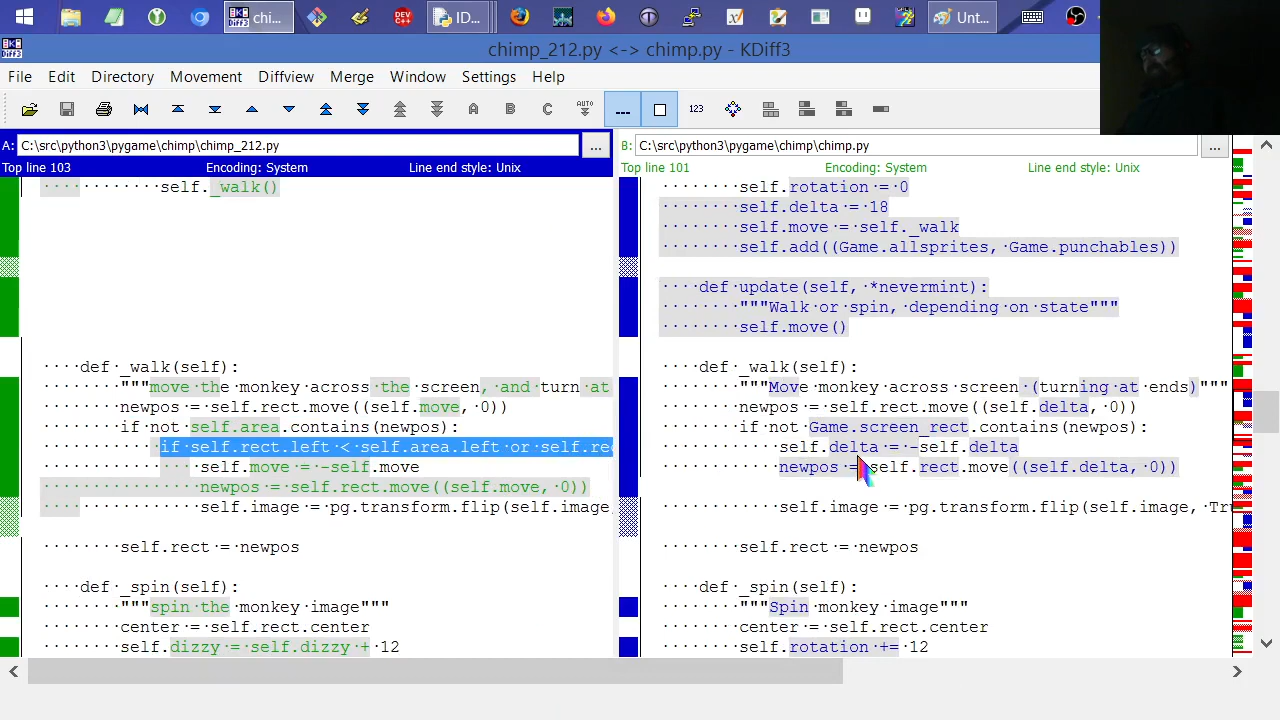 chi...
DEV
C++
ID...
Unt...
K
Diff3
chimp_212.py <-> chimp.py - KDiff3
File Edit Directory Movement Diffview Merge Window Settings Help
A B C AUTO 123
A: C:\src\python3\pygame\chimp\chimp_212.py ...
Top line 103 Encoding: System Line end style: Unix
············self._walk()
····def·_walk(self):
········"""move·the·monkey·across·the·screen,·and·turn·at
········newpos·=·self.rect.move((self.move,·0))
········if·not·self.area.contains(newpos):
············if·self.rect.left·<·self.area.left·or·self.rec
················self.move·=·-self.move
················newpos·=·self.rect.move((self.move,·0))
················self.image·=·pg.transform.flip(self.image,
········self.rect·=·newpos
····def·_spin(self):
········"""spin·the·monkey·image"""
········center·=·self.rect.center
········self.dizzy·=·self.dizzy·+·12
B: C:\src\python3\pygame\chimp\chimp.py ...
Top line 101 Encoding: System Line end style: Unix
········self.rotation·=·0
········self.delta·=·18
········self.move·=·self._walk
········self.add((Game.allsprites,·Game.punchables))
····def·update(self,·*nevermint):
········"""Walk·or·spin,·depending·on·state"""
········self.move()
····def·_walk(self):
········"""Move·monkey·across·screen·(turning·at·ends)"""
········newpos·=·self.rect.move((self.delta,·0))
········if·not·Game.screen_rect.contains(newpos):
············self.delta·=·-self.delta
············newpos·=·self.rect.move((self.delta,·0))
············self.image·=·pg.transform.flip(self.image,·Tru
········self.rect·=·newpos
····def·_spin(self):
········"""Spin·monkey·image"""
········center·=·self.rect.center
········self.rotation·+=·12